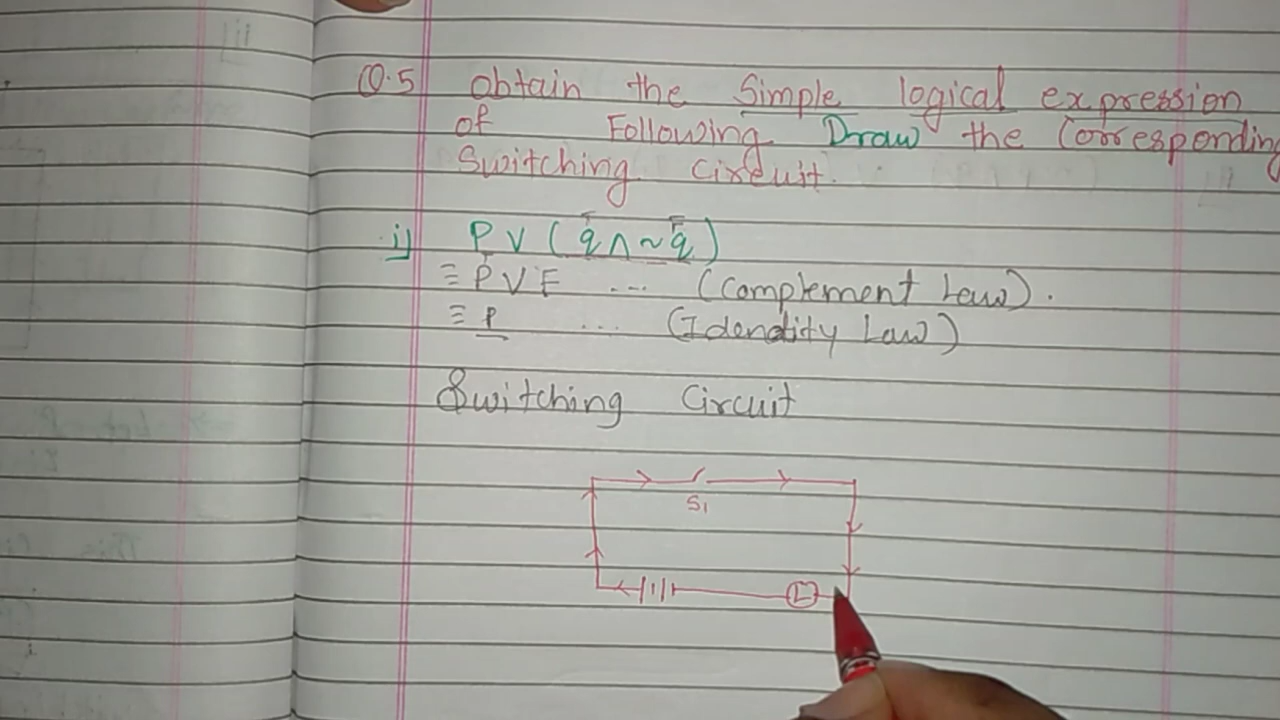 Q.5 obtain the Simple logical expression
of Following Draw the Corresponding
Switching Circuit.
i) P V ( q ∧ ~ q )
≡ P V F ... (Complement Law).
≡ P ... (Idendity Law)
Switching Circuit
S1
L